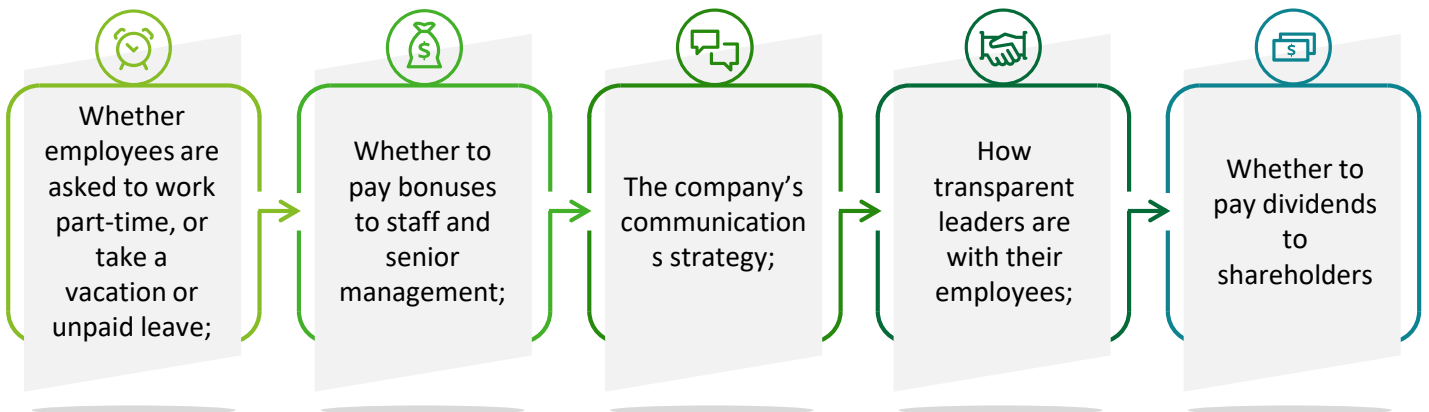 Whether
employees are
asked to work
part-time, or
take a
vacation or
unpaid leave;
Whether to
pay bonuses
to staff and
senior
management;
The company’s
communication
s strategy;
How
transparent
leaders are
with their
employees;
Whether to
pay dividends
to
shareholders